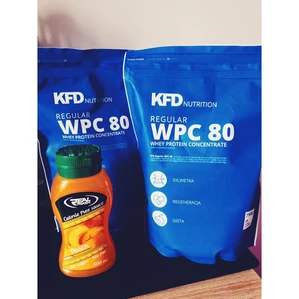 KFD NUTRITION
REGULAR
WPC 80
WHEY PROTEIN CONCENTRATE
KFD NUTRITION
REGULAR
WPC 80
WHEY PROTEIN CONCENTRATE
SYLWETKA
REGENERACJA
DIETA
REAL
Calorie Free